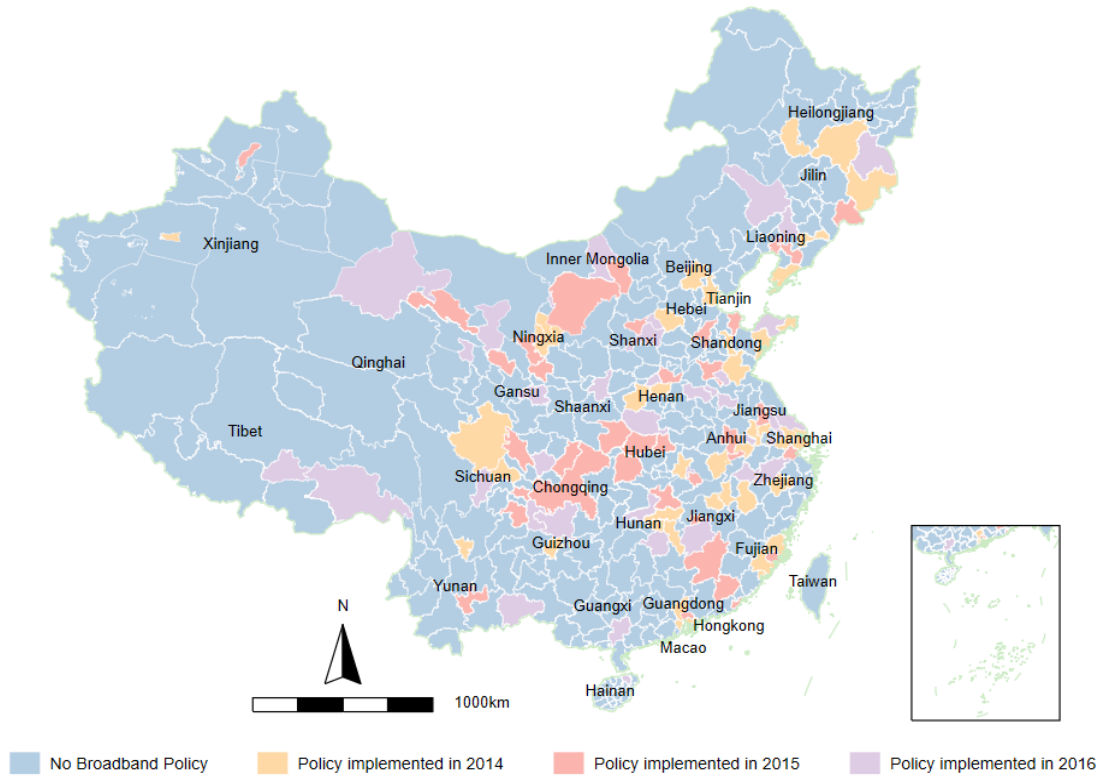 Heilongjiang
Jilin
Xinjiang
Liaoning
Inner Mongolia
Beijing
Tianjin
Hebei
Ningxia
Shanxi
Shandong
Qinghai
Gansu
Shaanxi
Henan
Jiangsu
Tibet
Anhui
Shanghai
Hubei
Sichuan
Chongqing
Zhejiang
Hunan
Jiangxi
Guizhou
Fujian
Yunan
Taiwan
Guangxi
Guangdong
Hongkong
Macao
Hainan
N
1000km
No Broadband Policy
Policy implemented in 2014
Policy implemented in 2015
Policy implemented in 2016